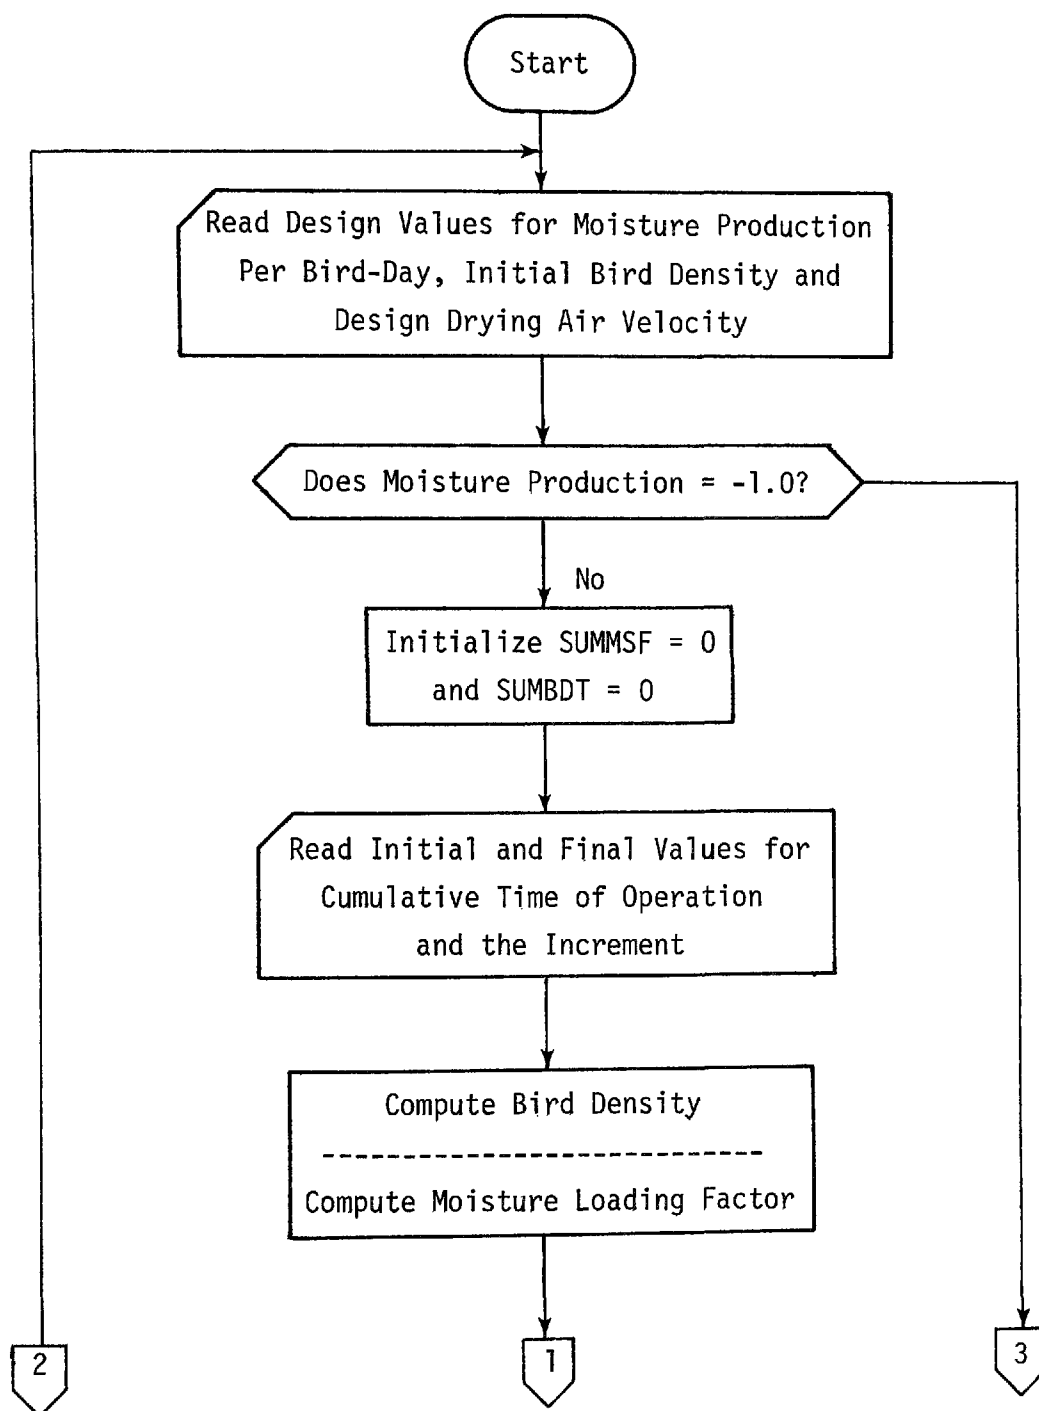 Start
Read Design Values for Moisture Production
Per Bird-Day, Initial Bird Density and
Design Drying Air Velocity
Does Moisture Production = -1.0?
No
Initialize SUMMSF = 0
and SUMBDT = 0
Read Initial and Final Values for
Cumulative Time of Operation
and the Increment
Compute Bird Density
Compute Moisture Loading Factor
2
1
3